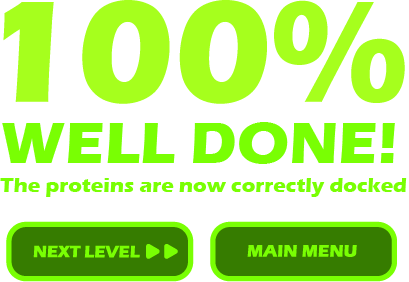 100%
WELL DONE!
The proteins are now correctly docked
NEXT LEVEL
MAIN MENU